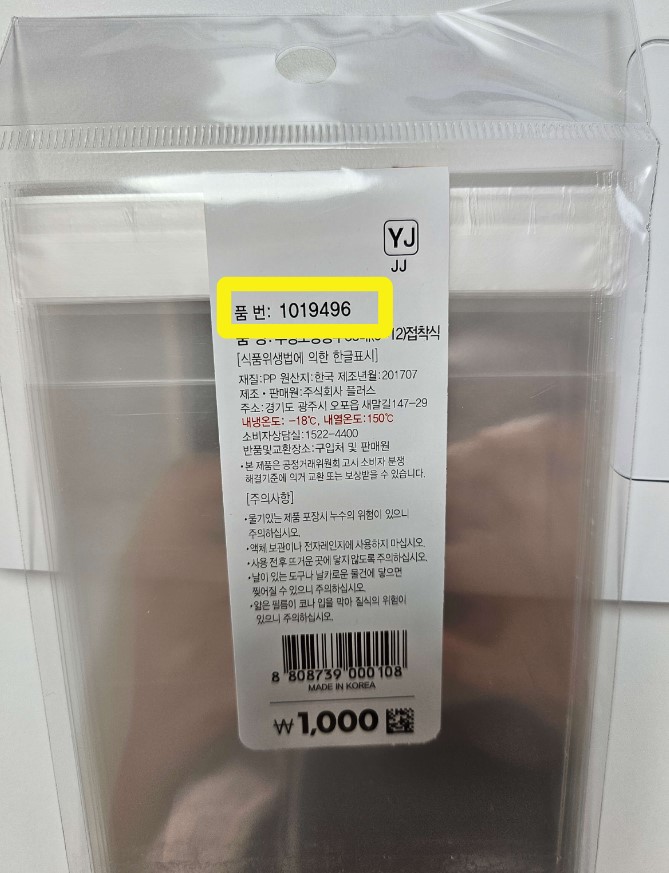 YJ
JJ
품 번: 1019496
12)접착식
[식품위생법에 의한 한글표시]
재질:PP 원산지:한국 제조년월:201707
제조·판매원:주식회사 플러스
주소:경기도 광주시 오포읍 새말길147-29
내냉온도: -18℃, 내열온도:150℃
소비자상담실:1522-4400
반품및교환장소:구입처 및 판매원
·본 제품은 공정거래위원회 고시 소비자 분쟁
해결기준에 의거 교환 또는 보상받을 수 있습니다.
[주의사항]
·물기있는 제품 포장시 누수의 위험이 있으니
주의하십시오.
·액체 보관이나 전자레인지에 사용하지 마십시오.
·사용 전후 뜨거운 곳에 닿지 않도록 주의하십시오.
·날이 있는 도구나 날카로운 물건에 닿으면
찢어질 수 있으니 주의하십시오.
·얇은 필름이 코나 입을 막아 질식의 위험이
있으니 주의하십시오.
8 808739 000108
MADE IN KOREA
₩1,000